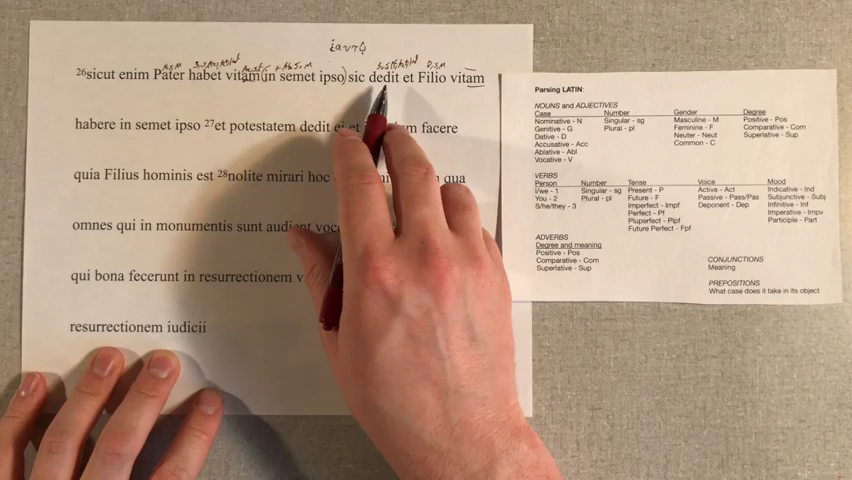 ἑαυτῷ
N, S, M
²⁶sicut enim Pater habet vitam (in semet ipso) sic dedit et Filio vitam
habere in semet ipso ²⁷et potestatem dedit ei et facere
quia Filius hominis est ²⁸nolite mirari hoc qua
omnes qui in monumentis sunt audient
qui bona fecerunt in resurrectionem
resurrectionem iudicii
Parsing LATIN:
NOUNS and ADJECTIVES
Case Number Gender Degree
Nominative - N Singular - sg Masculine - M Positive - Pos
Genitive - G Plural - pl Feminine - F Comparative - Com
Dative - D Neuter - Neut Superlative - Sup
Accusative - Acc Common - C
Ablative - Abl
Vocative - V
VERBS
Person Number Tense Voice Mood
I/we - 1 Singular - sg Present - P Active - Act Indicative - Ind
You - 2 Plural - pl Future - F Passive - Pass/Pas Subjunctive - Subj
S/he/they - 3 Imperfect - Impf Deponent - Dep Infinitive - Inf
Perfect - Pf Imperative - Impv
Pluperfect - Plpf Participle - Part
Future Perfect - Fpf
ADVERBS
Degree and meaning
Positive - Pos
Comparative - Com
Superlative - Sup
CONJUNCTIONS
Meaning
PREPOSITIONS
What case does it take in its object